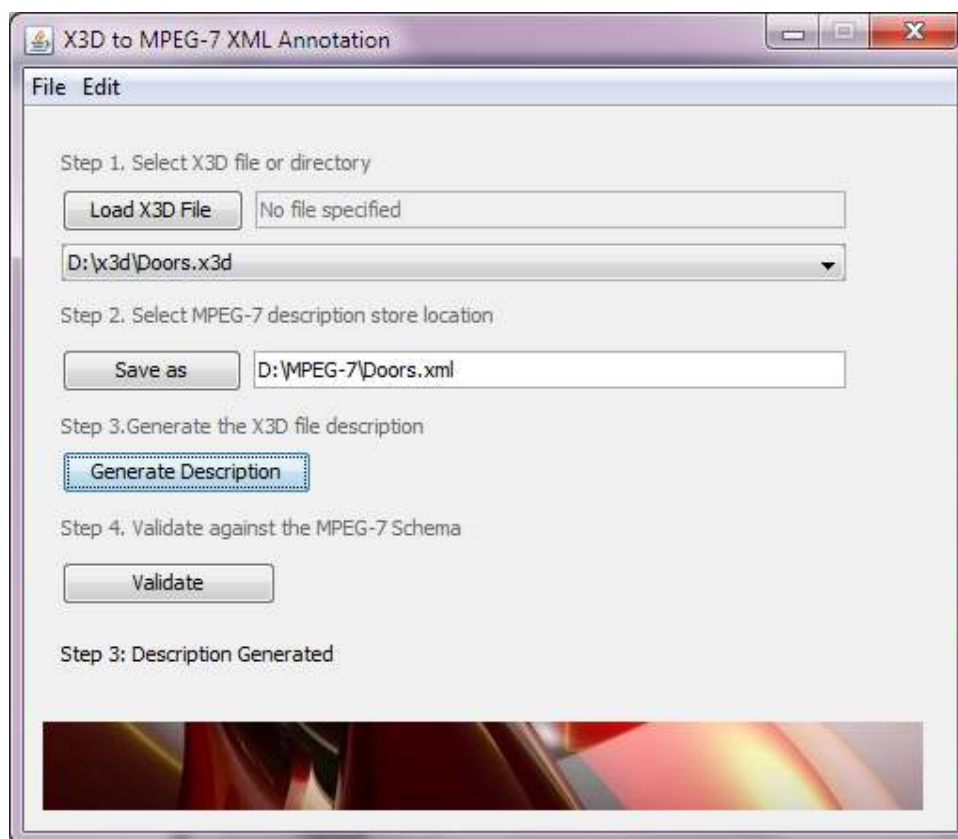 X3D to MPEG-7 XML Annotation
File Edit
Step 1. Select X3D file or directory
Load X3D File No file specified
D:\x3d\Doors.x3d
Step 2. Select MPEG-7 description store location
Save as D:\MPEG-7\Doors.xml
Step 3.Generate the X3D file description
Generate Description
Step 4. Validate against the MPEG-7 Schema
Validate
Step 3: Description Generated